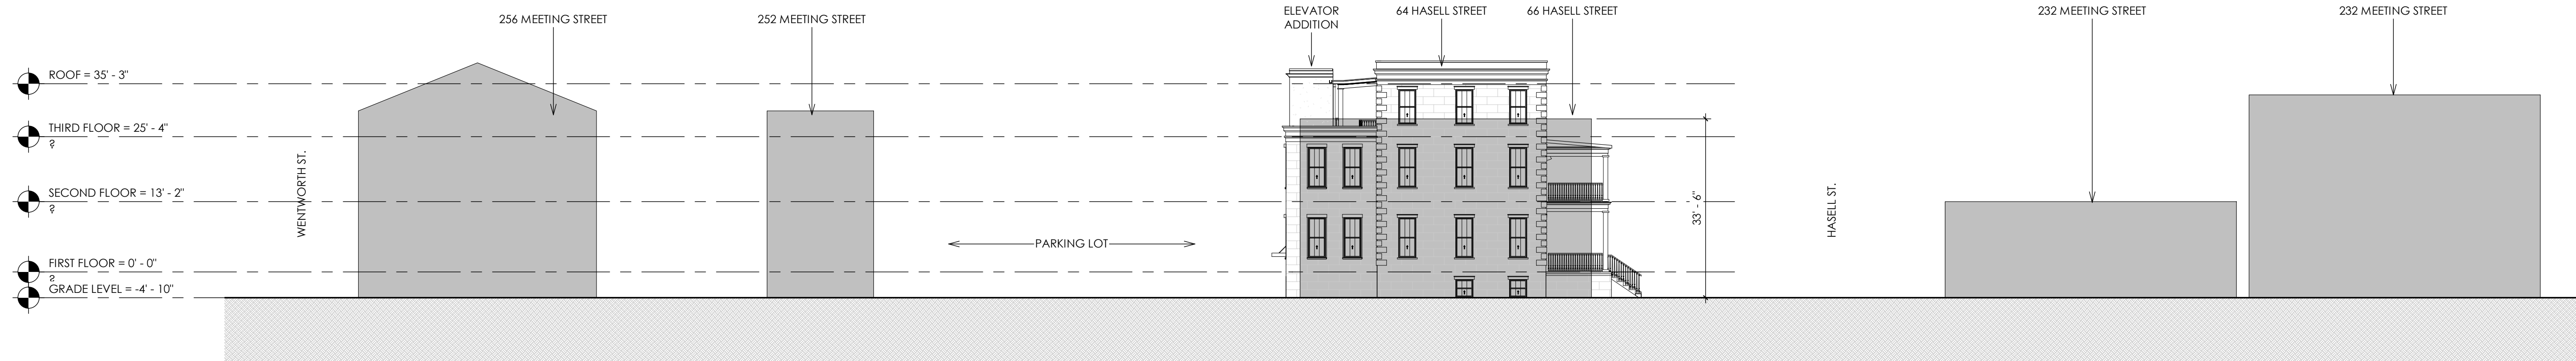 256 MEETING STREET
252 MEETING STREET
ELEVATOR
ADDITION
64 HASELL STREET
66 HASELL STREET
232 MEETING STREET
232 MEETING STREET
ROOF = 35' - 3"
THIRD FLOOR = 25' - 4"
?
SECOND FLOOR = 13' - 2"
?
FIRST FLOOR = 0' - 0"
?
GRADE LEVEL = -4' - 10"
WENTWORTH ST.
PARKING LOT
33' - 6"
HASELL ST.